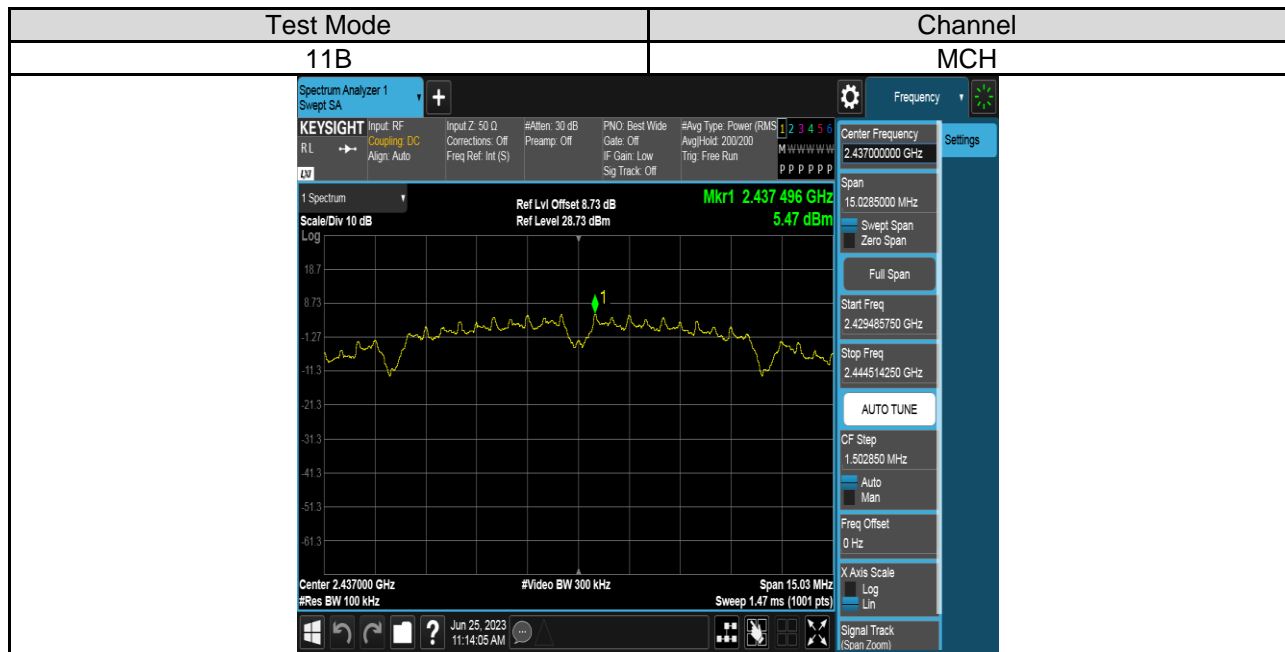 Test Mode Channel
11B MCH
Spectrum Analyzer 1
Swept SA
Frequency
KEYSIGHT
RL
LXI
Input: RF
Coupling: DC
Align: Auto
Input Z: 50 Ω
Corrections: Off
Freq Ref: Int (S)
#Atten: 30 dB
Preamp: Off
PNO: Best Wide
Gate: Off
IF Gain: Low
Sig Track: Off
#Avg Type: Power (RMS
Avg|Hold: 200/200
Trig: Free Run
1 2 3 4 5 6
M W W W W W
P P P P P P
1 Spectrum
Scale/Div 10 dB
Ref Lvl Offset 8.73 dB
Ref Level 28.73 dBm
Mkr1 2.437 496 GHz
5.47 dBm
Log
18.7
8.73
-1.27
-11.3
-21.3
-31.3
-41.3
-51.3
-61.3
1
Center 2.437000 GHz
#Res BW 100 kHz
#Video BW 300 kHz
Span 15.03 MHz
Sweep 1.47 ms (1001 pts)
Jun 25, 2023
11:14:05 AM
Center Frequency
2.437000000 GHz
Settings
Span
15.0285000 MHz
Swept Span
Zero Span
Full Span
Start Freq
2.429485750 GHz
Stop Freq
2.444514250 GHz
AUTO TUNE
CF Step
1.502850 MHz
Auto
Man
Freq Offset
0 Hz
X Axis Scale
Log
Lin
Signal Track
(Span Zoom)